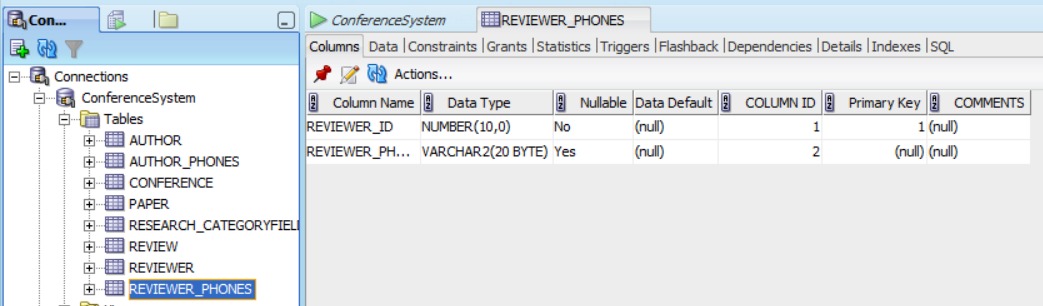 Con...
ConferenceSystem
REVIEWER_PHONES
Columns Data |Constraints |Grants |Statistics |Triggers |Flashback |Dependencies |Details |Indexes |SQL
Actions...
Connections
ConferenceSystem
Tables
AUTHOR
AUTHOR_PHONES
CONFERENCE
PAPER
RESEARCH_CATEGORYFIEL
REVIEW
REVIEWER
REVIEWER_PHONES
Column Name Data Type Nullable Data Default COLUMN ID Primary Key COMMENTS
REVIEWER_ID NUMBER(10,0) No (null) 1 1 (null)
REVIEWER_PH... VARCHAR2(20 BYTE) Yes (null) 2 (null) (null)